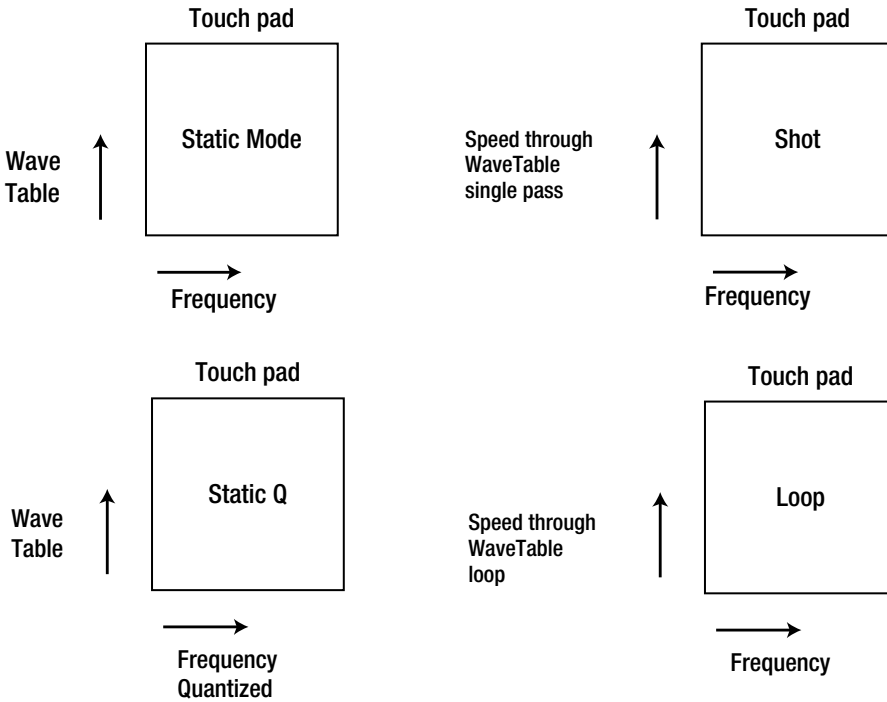 Touch pad
Static Mode
Wave
Table
Frequency
Touch pad
Shot
Speed through
WaveTable
single pass
Frequency
Touch pad
Static Q
Wave
Table
Frequency
Quantized
Touch pad
Loop
Speed through
WaveTable
loop
Frequency